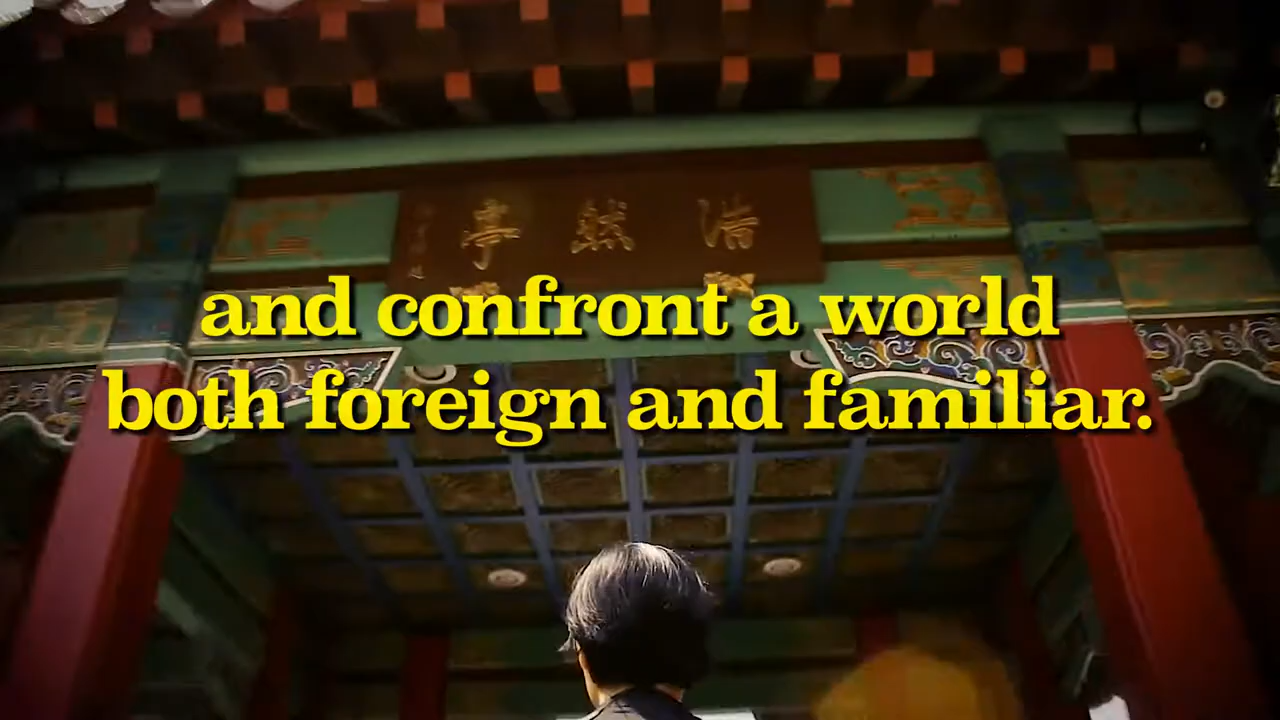 浩然亭
and confront a world
both foreign and familiar.